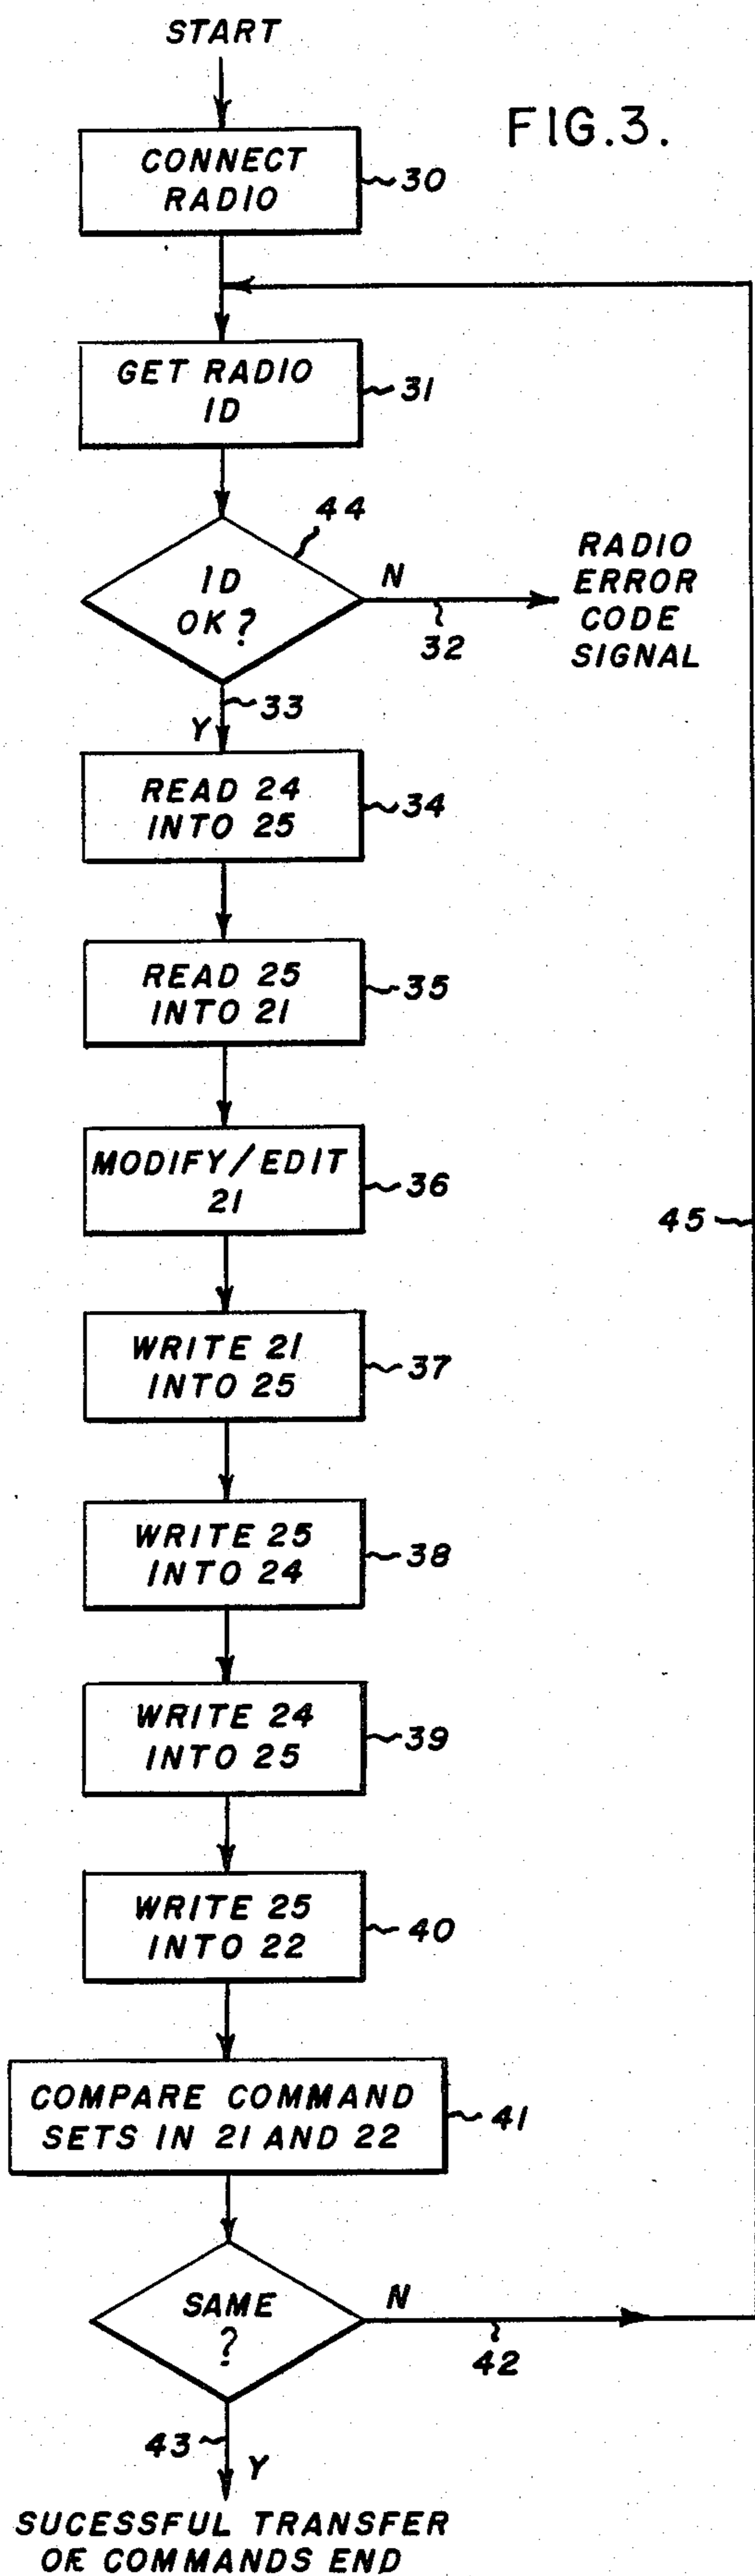 START
FIG.3.
CONNECT
RADIO
30
GET RADIO
ID
31
44
ID
OK?
N
32
RADIO
ERROR
CODE
SIGNAL
33
Y
READ 24
INTO 25
34
READ 25
INTO 21
35
MODIFY/EDIT
21
36
45
WRITE 21
INTO 25
37
WRITE 25
INTO 24
38
WRITE 24
INTO 25
39
WRITE 25
INTO 22
40
COMPARE COMMAND
SETS IN 21 AND 22
41
SAME
?
N
42
43
Y
SUCESSFUL TRANSFER
OF COMMANDS END